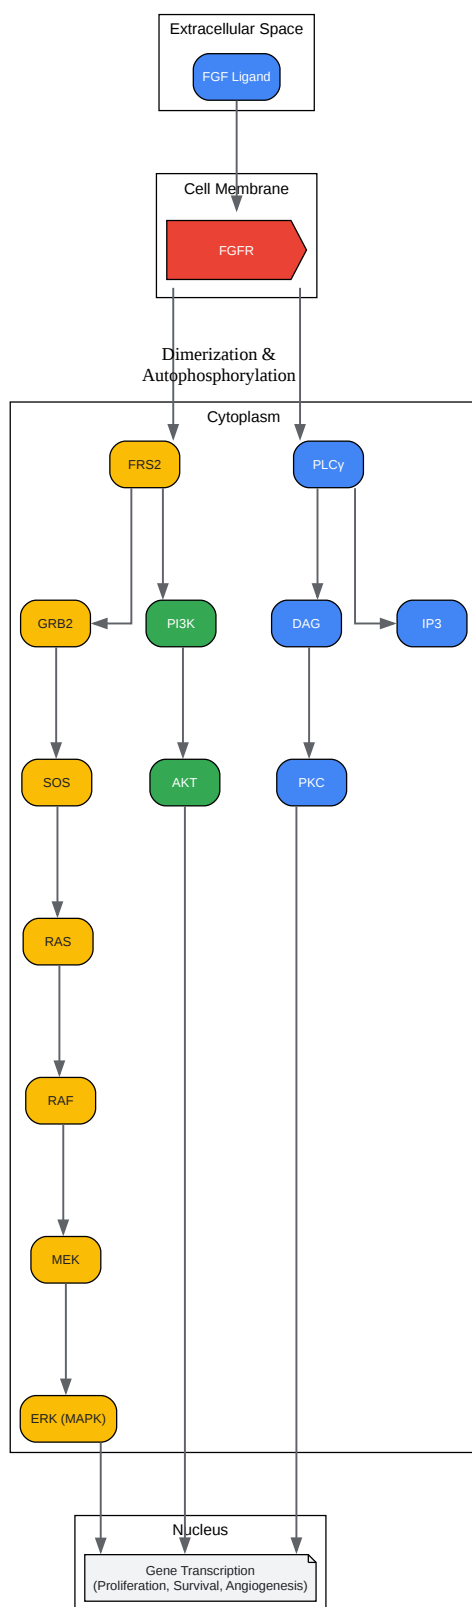 Extracellular Space
FGF Ligand
Cell Membrane
FGFR
Dimerization &
Autophosphorylation
Cytoplasm
FRS2
PLCγ
GRB2
PI3K
DAG
IP3
SOS
AKT
PKC
RAS
RAF
MEK
ERK (MAPK)
Nucleus
Gene Transcription
(Proliferation, Survival, Angiogenesis)